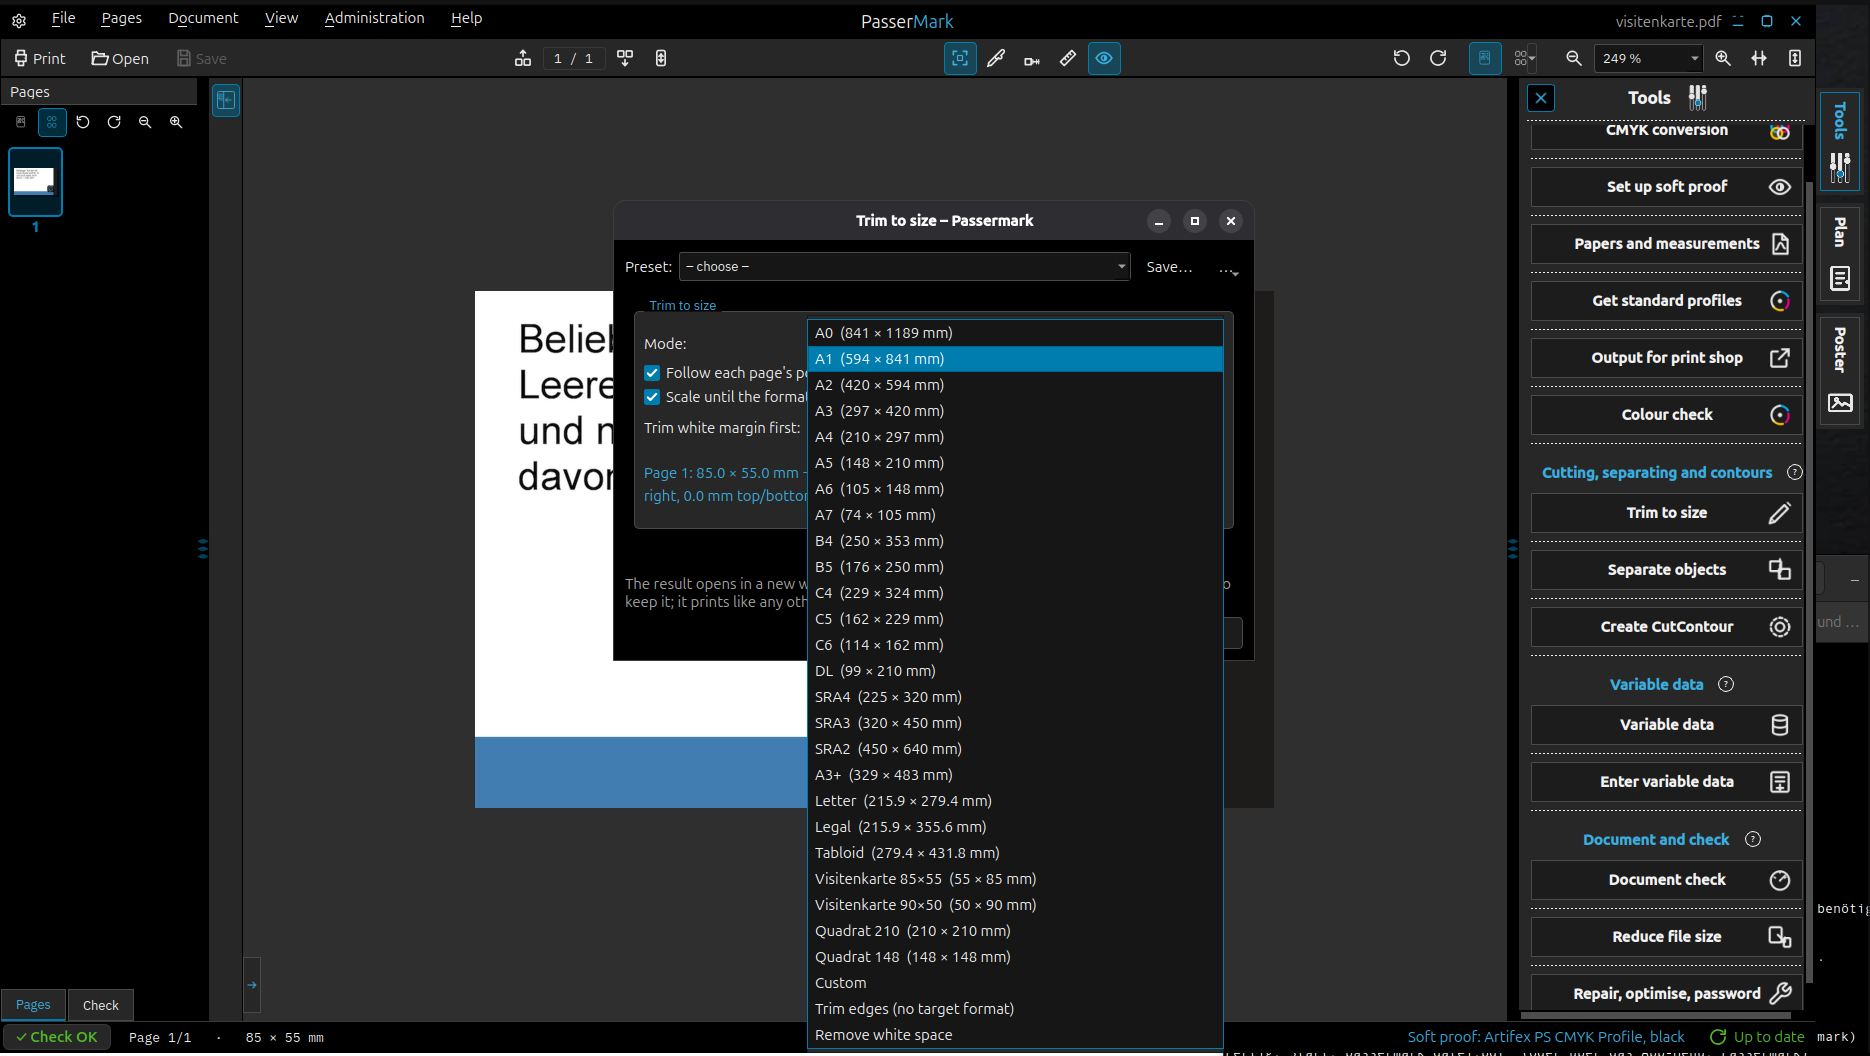 File Pages Document View Administration Help
PasserMark
visitenkarte.pdf
Print Open Save
1 / 1
249 %
Pages
1
Tools
CMYK conversion
Set up soft proof
Papers and measurements
Get standard profiles
Output for print shop
Colour check
Cutting, separating and contours ?
Trim to size
Separate objects
Create CutContour
Variable data ?
Variable data
Enter variable data
Document and check ?
Document check
Reduce file size
Repair, optimise, password
Tools
Plan
Poster
Trim to size – Passermark
Preset: – choose – Save... ...
Trim to size
Mode:
Follow each page's
Scale until the
Trim white margin first:
Page 1: 85.0 × 55.0 mm
right, 0.0 mm
The result opens in a new
keep it; it prints like any
A0 (841 × 1189 mm)
A1 (594 × 841 mm)
A2 (420 × 594 mm)
A3 (297 × 420 mm)
A4 (210 × 297 mm)
A5 (148 × 210 mm)
A6 (105 × 148 mm)
A7 (74 × 105 mm)
B4 (250 × 353 mm)
B5 (176 × 250 mm)
C4 (229 × 324 mm)
C5 (162 × 229 mm)
C6 (114 × 162 mm)
DL (99 × 210 mm)
SRA4 (225 × 320 mm)
SRA3 (320 × 450 mm)
SRA2 (450 × 640 mm)
A3+ (329 × 483 mm)
Letter (215.9 × 279.4 mm)
Legal (215.9 × 355.6 mm)
Tabloid (279.4 × 431.8 mm)
Visitenkarte 85×55 (55 × 85 mm)
Visitenkarte 90×50 (50 × 90 mm)
Quadrat 210 (210 × 210 mm)
Quadrat 148 (148 × 148 mm)
Custom
Trim edges (no target format)
Remove white space
und
davon
und ...
Pages Check
✓ Check OK Page 1/1 · 85 × 55 mm
Soft proof: Artifex PS CMYK Profile, black Up to date
mark)